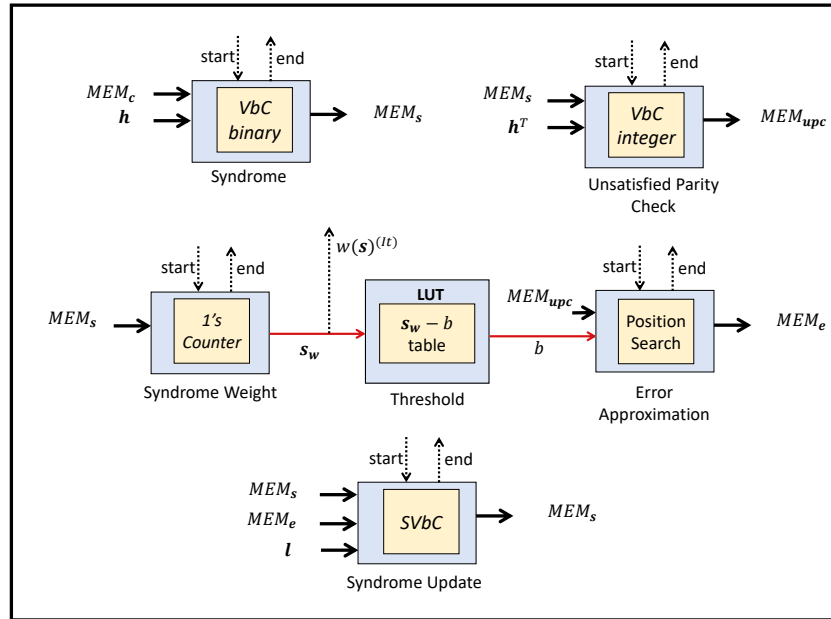 start
end
start
end
MEM_c
h
VbC
binary
MEM_s
Syndrome
MEM_s
h^T
VbC
integer
MEM_upc
Unsatisfied Parity
Check
w(s)^(It)
start
end
MEM_s
1's
Counter
s_w
Syndrome Weight
LUT
s_w − b
table
Threshold
start
end
MEM_upc
b
Position
Search
MEM_e
Error
Approximation
start
end
MEM_s
MEM_e
l
SVbC
MEM_s
Syndrome Update